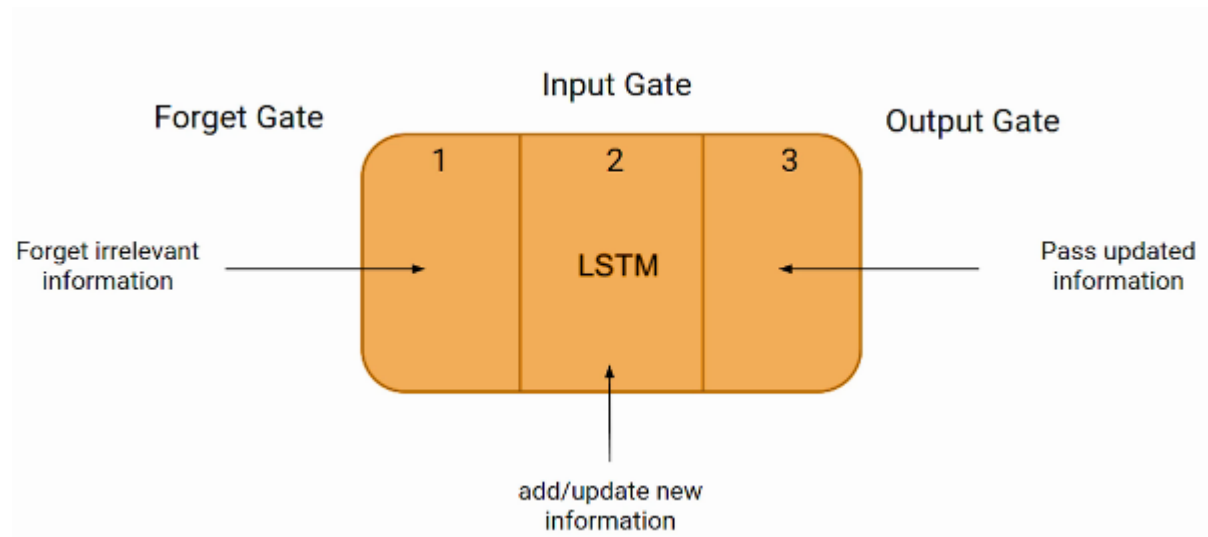 Input Gate
Forget Gate
Output Gate
1
2
3
Forget irrelevant
information
LSTM
Pass updated
information
add/update new
information